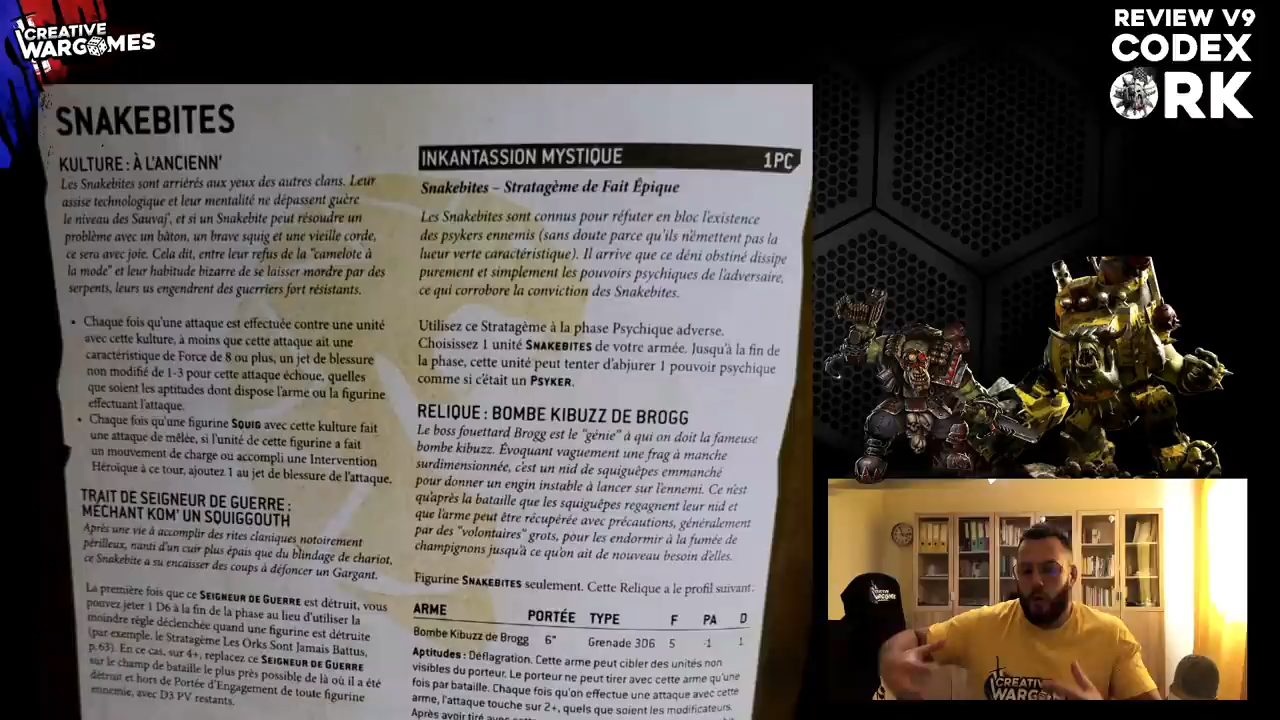 CREATIVE
WARGAMES
REVIEW V9
CODEX
ORK
SNAKEBITES
KULTURE : À L'ANCIENN'
Les Snakebites sont arriérés aux yeux des autres clans. Leur
assise technologique et leur mentalité ne dépassent guère
le niveau des Sauvaj', et si un Snakebite peut résoudre un
problème avec un bâton, un brave squig et une vieille corde,
ce sera avec joie. Cela dit, entre leur refus de la "camelote à
la mode" et leur habitude bizarre de se laisser mordre par des
serpents, leurs us engendrent des guerriers fort résistants.
• Chaque fois qu'une attaque est effectuée contre une unité
avec cette kulture, à moins que cette attaque ait une
caractéristique de Force de 8 ou plus, un jet de blessure
non modifié de 1-3 pour cette attaque échoue, quelles
que soient les aptitudes dont dispose l'arme ou la figurine
effectuant l'attaque.
• Chaque fois qu'une figurine SQUIG avec cette kulture fait
une attaque de mêlée, si l'unité de cette figurine a fait
un mouvement de charge ou accompli une Intervention
Héroïque à ce tour, ajoutez 1 au jet de blessure de l'attaque.
TRAIT DE SEIGNEUR DE GUERRE :
MÉCHANT KOM' UN SQUIGGOUTH
Après une vie à accomplir des rites claniques notoirement
périlleux, nanti d'un cuir plus épais que du blindage de chariot,
ce Snakebite a su encaisser des coups à défoncer un Gargant.
La première fois que ce SEIGNEUR DE GUERRE est détruit, vous
pouvez jeter 1 D6 à la fin de la phase au lieu d'utiliser la
moindre règle déclenchée quand une figurine est détruite
(par exemple, le Stratagème Les Orks Sont Jamais Battus,
p.63). En ce cas, sur 4+, replacez ce SEIGNEUR DE GUERRE
sur le champ de bataille le plus près possible de là où il a été
détruit et hors de Portée d'Engagement de toute figurine
ennemie, avec D3 PV restants.
INKANTASSION MYSTIQUE 1PC
Snakebites – Stratagème de Fait Épique
Les Snakebites sont connus pour réfuter en bloc l'existence
des psykers ennemis (sans doute parce qu'ils n'émettent pas la
lueur verte caractéristique). Il arrive que ce déni obstiné dissipe
purement et simplement les pouvoirs psychiques de l'adversaire,
ce qui corrobore la conviction des Snakebites.
Utilisez ce Stratagème à la phase Psychique adverse.
Choisissez 1 unité SNAKEBITES de votre armée. Jusqu'à la fin de
la phase, cette unité peut tenter d'abjurer 1 pouvoir psychique
comme si c'était un PSYKER.
RELIQUE : BOMBE KIBUZZ DE BROGG
Le boss fouettard Brogg est le "génie" à qui on doit la fameuse
bombe kibuzz. Évoquant vaguement une frag à manche
surdimensionnée, c'est un nid de squiguêpes emmanché
pour donner un engin instable à lancer sur l'ennemi. Ce n'est
qu'après la bataille que les squiguêpes regagnent leur nid et
que l'arme peut être récupérée avec précautions, généralement
par des "volontaires" grots, pour les endormir à la fumée de
champignons jusqu'à ce qu'on ait de nouveau besoin d'elles.
Figurine SNAKEBITES seulement. Cette Relique a le profil suivant.
ARME PORTÉE TYPE F PA D
Bombe Kibuzz de Brogg 6" Grenade 3D6 5 -1 1
Aptitudes : Déflagration. Cette arme peut cibler des unités non
visibles du porteur. Le porteur ne peut tirer avec cette arme qu'une
fois par bataille. Chaque fois qu'on effectue une attaque avec cette
arme, l'attaque touche sur 2+, quels que soient les modificateurs.
Après avoir tiré avec
CREATIVE
WARGAMES
CREATIVE
WARGAM